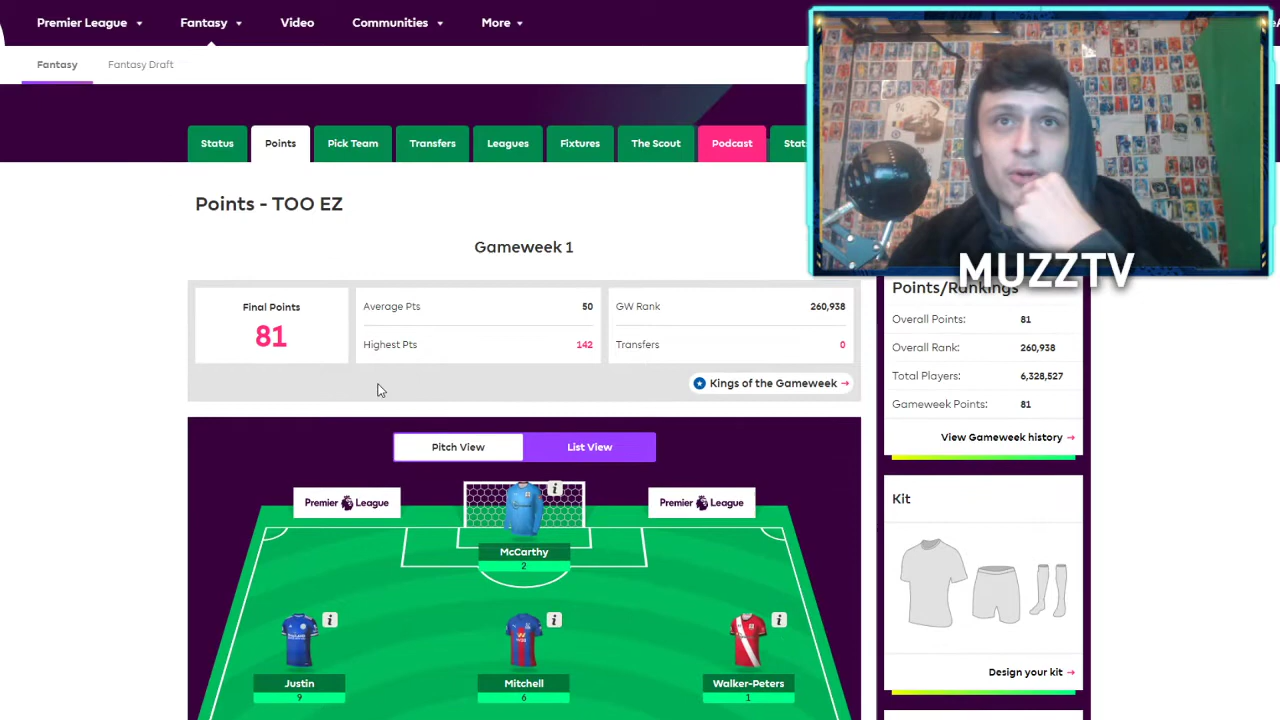 Premier League
Fantasy
Video
Communities
More
Fantasy
Fantasy Draft
Status
Points
Pick Team
Transfers
Leagues
Fixtures
The Scout
Podcast
Stat
94
MUZZTV
Points - TOO EZ
Gameweek 1
Final Points
81
Average Pts 50
Highest Pts 142
GW Rank 260,938
Transfers 0
Kings of the Gameweek →
Points/Rankings
Overall Points: 81
Overall Rank: 260,938
Total Players: 6,328,527
Gameweek Points: 81
View Gameweek history →
Pitch View
List View
Premier League
Premier League
McCarthy
2
Justin
9
Mitchell
6
Walker-Peters
1
Kit
Design your kit →